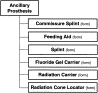 Ancillary
Prosthesis
Commissure Splint (form)
Feeding Aid (form)
Splint (form)
Fluoride Gel Carrier (form)
Radiation Carrier (form)
Radiation Cone Locator (form)